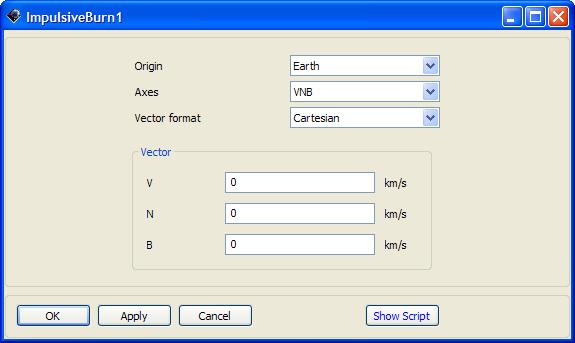 ImpulsiveBurn1
Origin Earth
Axes VNB
Vector format Cartesian
Vector
V 0 km/s
N 0 km/s
B 0 km/s
OK Apply Cancel Show Script